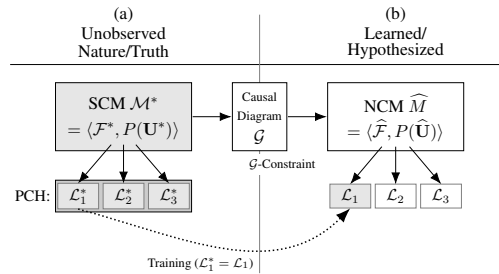 (a)
Unobserved
Nature/Truth
(b)
Learned/
Hypothesized
SCM ℳ*
= ⟨ℱ*, P(U*)⟩
Causal
Diagram
𝒢
NCM M̂
= ⟨ℱ̂, P(Û)⟩
𝒢-Constraint
PCH:
ℒ₁*
ℒ₂*
ℒ₃*
ℒ₁
ℒ₂
ℒ₃
Training (ℒ₁* = ℒ₁)